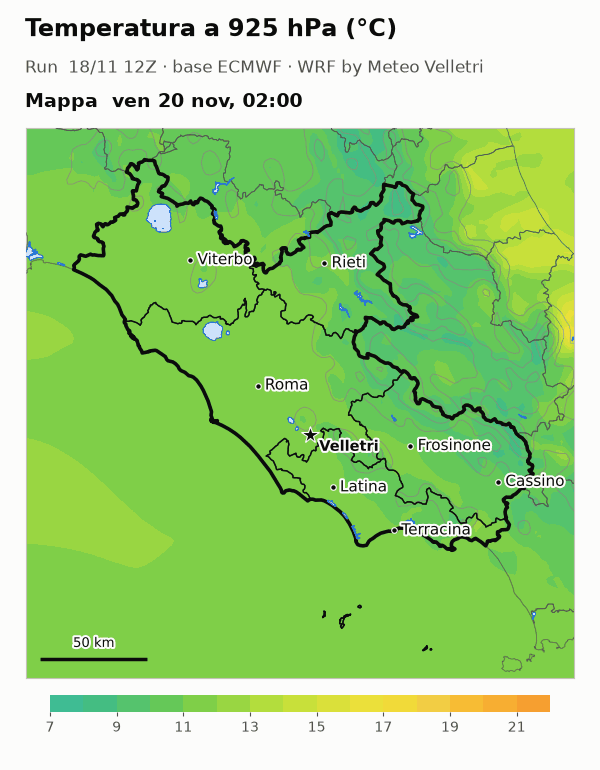 Temperatura a 925 hPa (°C)
Run  18/11 12Z · base ECMWF · WRF by Meteo Velletri
Mappa  ven 20 nov, 02:00
Viterbo
Rieti
Roma
Velletri
Frosinone
Latina
Cassino
Terracina
50 km
7 9 11 13 15 17 19 21